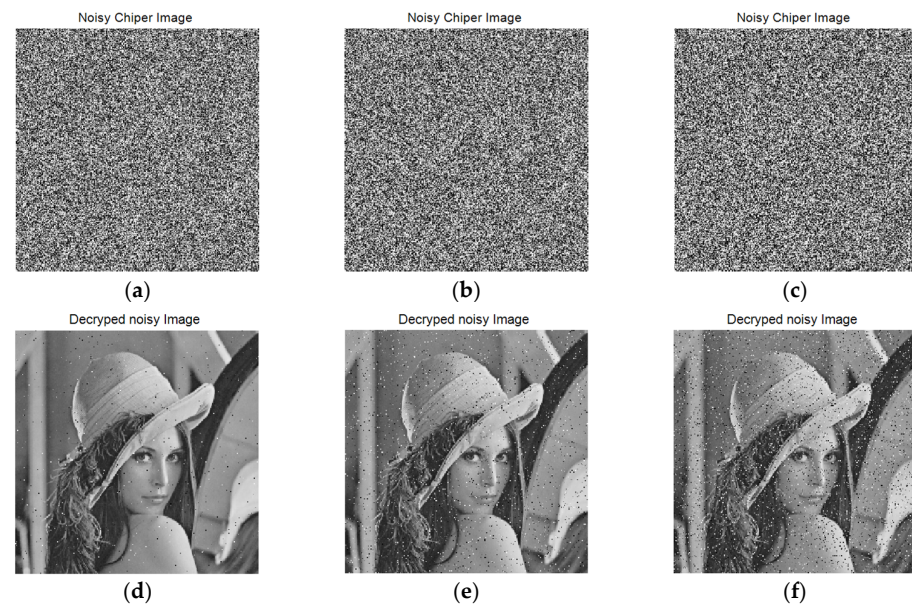 Noisy Chiper Image
Noisy Chiper Image
Noisy Chiper Image
(a)
(b)
(c)
Decryped noisy Image
Decryped noisy Image
Decryped noisy Image
(d)
(e)
(f)